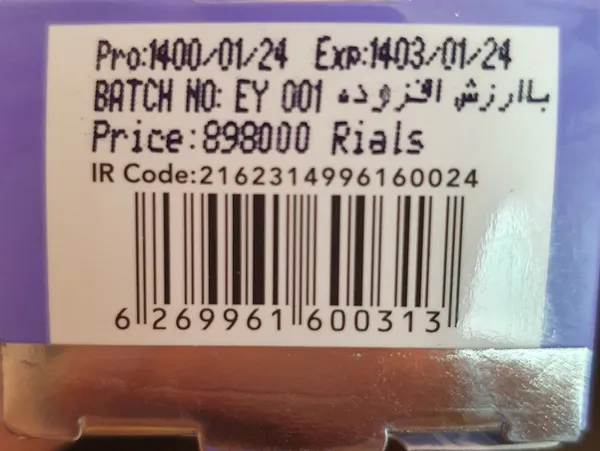 Pro:1400/01/24 Exp:1403/01/24
BATCH NO: EY 001 باارزش افزوده
Price:898000 Rials
IR Code:2162314996160024
6 269961 600313